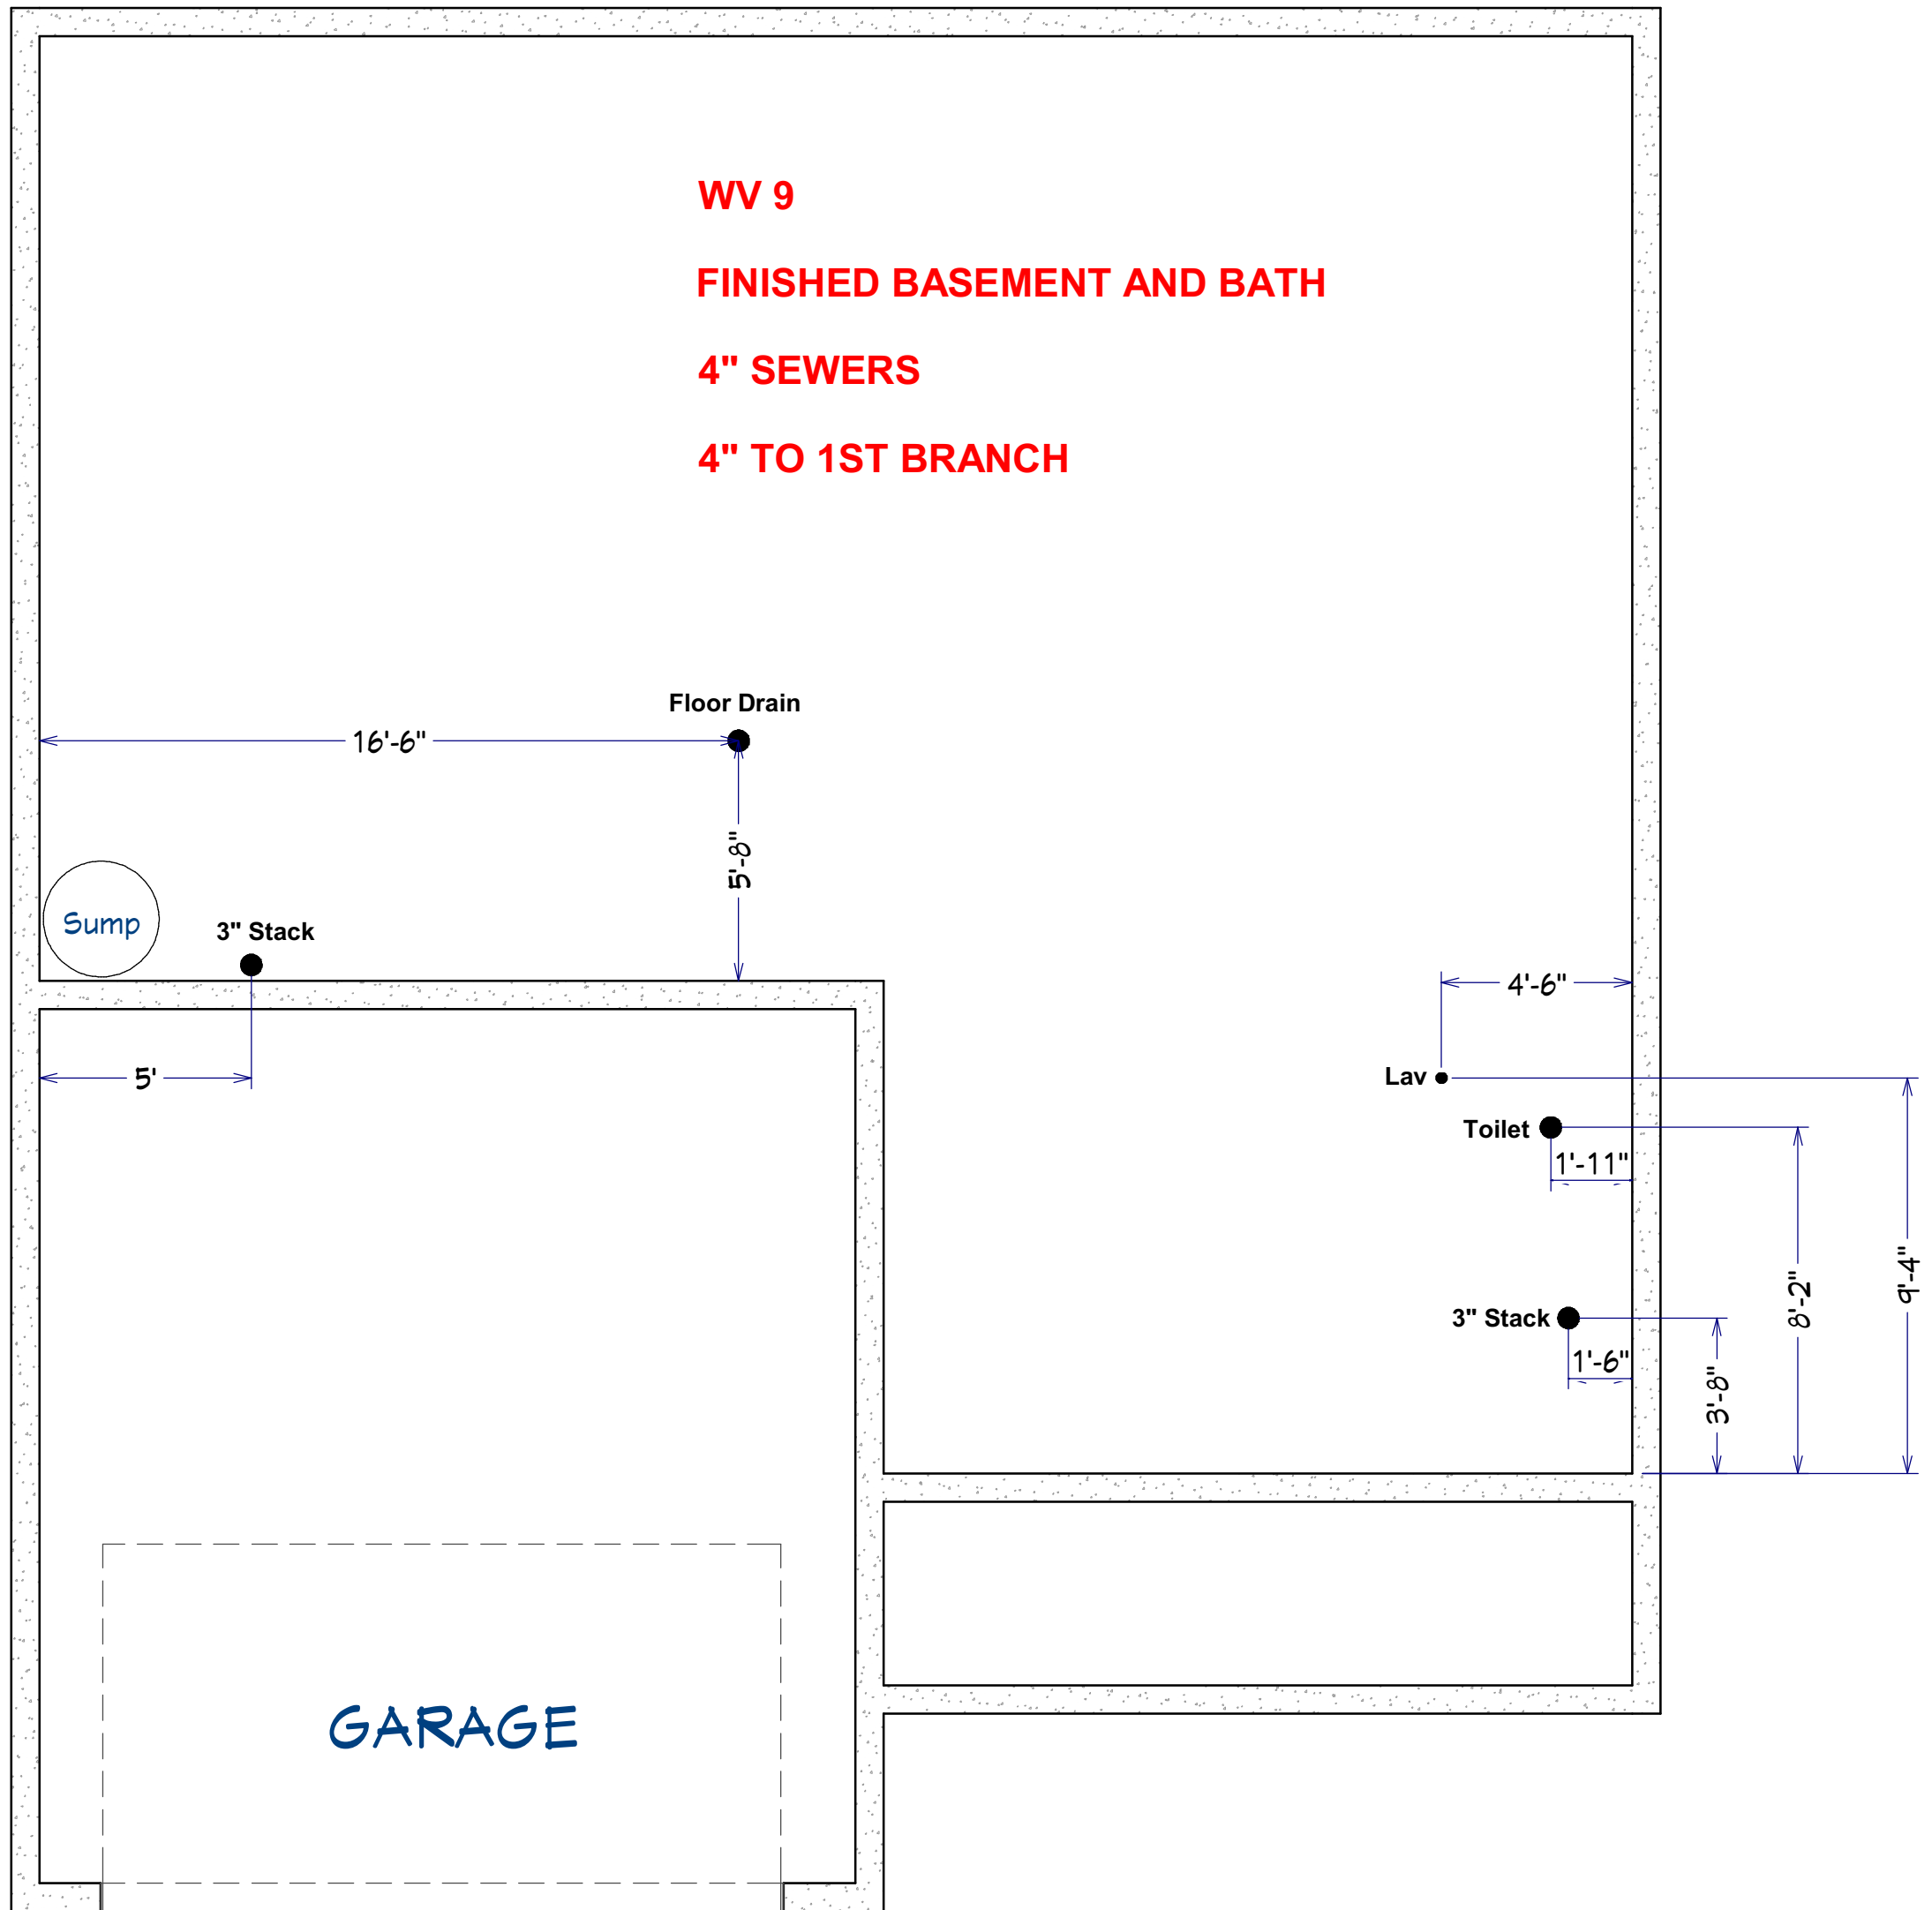 WV 9
FINISHED BASEMENT AND BATH
4" SEWERS
4" TO 1ST BRANCH
Floor Drain
16'-6"
5'-8"
Sump
3" Stack
5'
4'-6"
Lav
Toilet
1'-11"
9'-4"
8'-2"
3" Stack
1'-6"
3'-8"
GARAGE